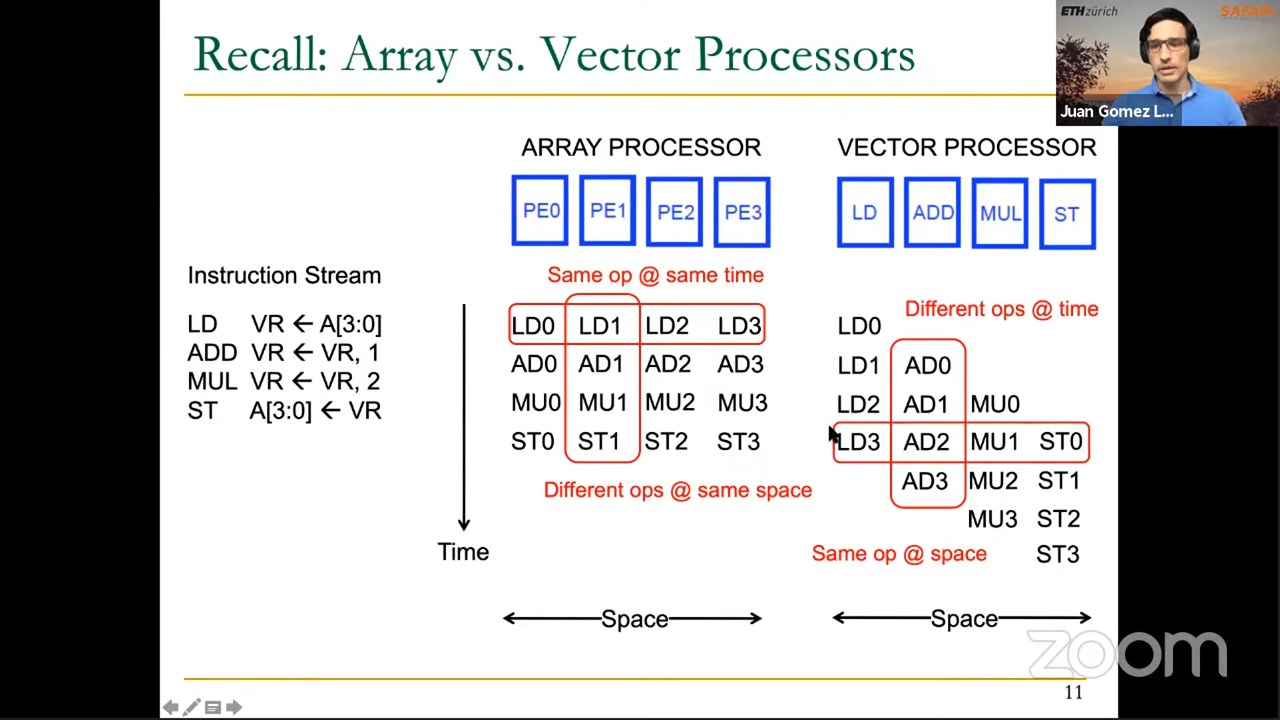 Recall: Array vs. Vector Processors
ETHzürich
SAFARI
Juan Gomez L...
ARRAY PROCESSOR
PE0 PE1 PE2 PE3
VECTOR PROCESSOR
LD ADD MUL ST
Instruction Stream
LD VR ← A[3:0]
ADD VR ← VR, 1
MUL VR ← VR, 2
ST A[3:0] ← VR
Time
Same op @ same time
LD0 LD1 LD2 LD3
AD0 AD1 AD2 AD3
MU0 MU1 MU2 MU3
ST0 ST1 ST2 ST3
Different ops @ same space
Space
Different ops @ time
LD0
LD1 AD0
LD2 AD1 MU0
LD3 AD2 MU1 ST0
AD3 MU2 ST1
MU3 ST2
ST3
Same op @ space
Space
zoom
11